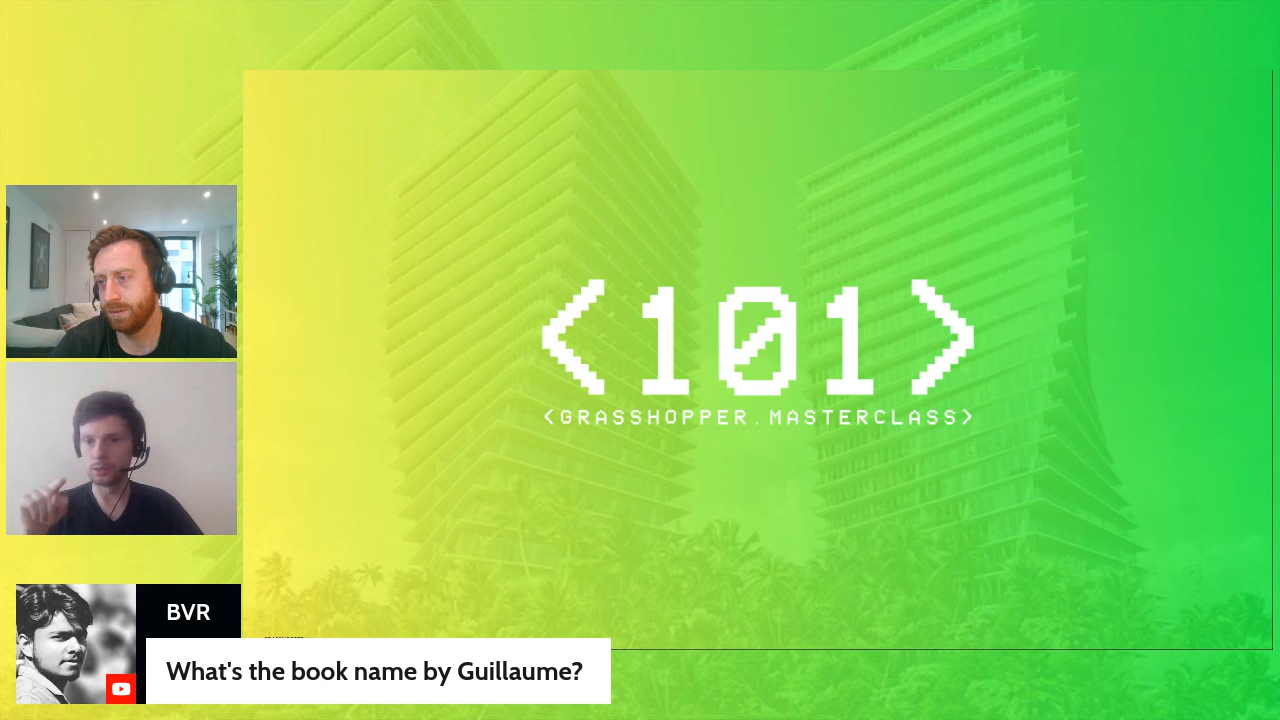 <101>
<GRASSHOPPER.MASTERCLASS>
BVR
What's the book name by Guillaume?